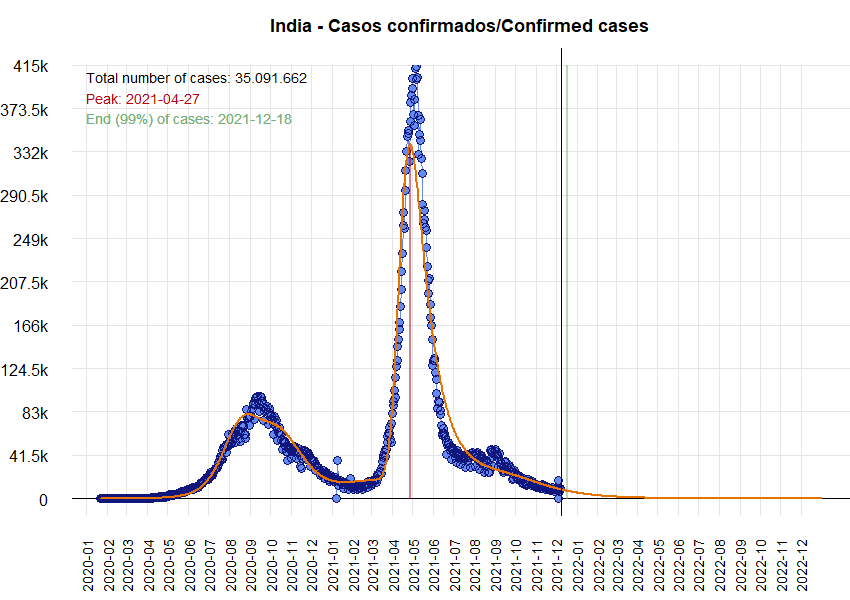 India - Casos confirmados/Confirmed cases
Total number of cases: 35.091.662
Peak: 2021-04-27
End (99%) of cases: 2021-12-18
415k
373.5k
332k
290.5k
249k
207.5k
166k
124.5k
83k
41.5k
0
2020-01
2020-02
2020-03
2020-04
2020-05
2020-06
2020-07
2020-08
2020-09
2020-10
2020-11
2020-12
2021-01
2021-02
2021-03
2021-04
2021-05
2021-06
2021-07
2021-08
2021-09
2021-10
2021-11
2021-12
2022-01
2022-02
2022-03
2022-04
2022-05
2022-06
2022-07
2022-08
2022-09
2022-10
2022-11
2022-12